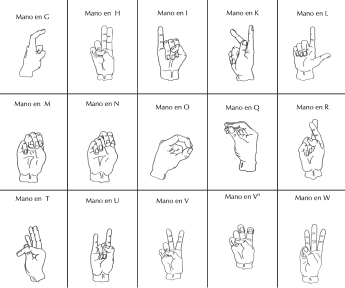 Mano en G
Mano en H
Mano en I
Mano en K
Mano en L
Mano en M
Mano en N
Mano en O
Mano en Q
Mano en R
Mano en T
Mano en U
Mano en V
Mano en V°
Mano en W